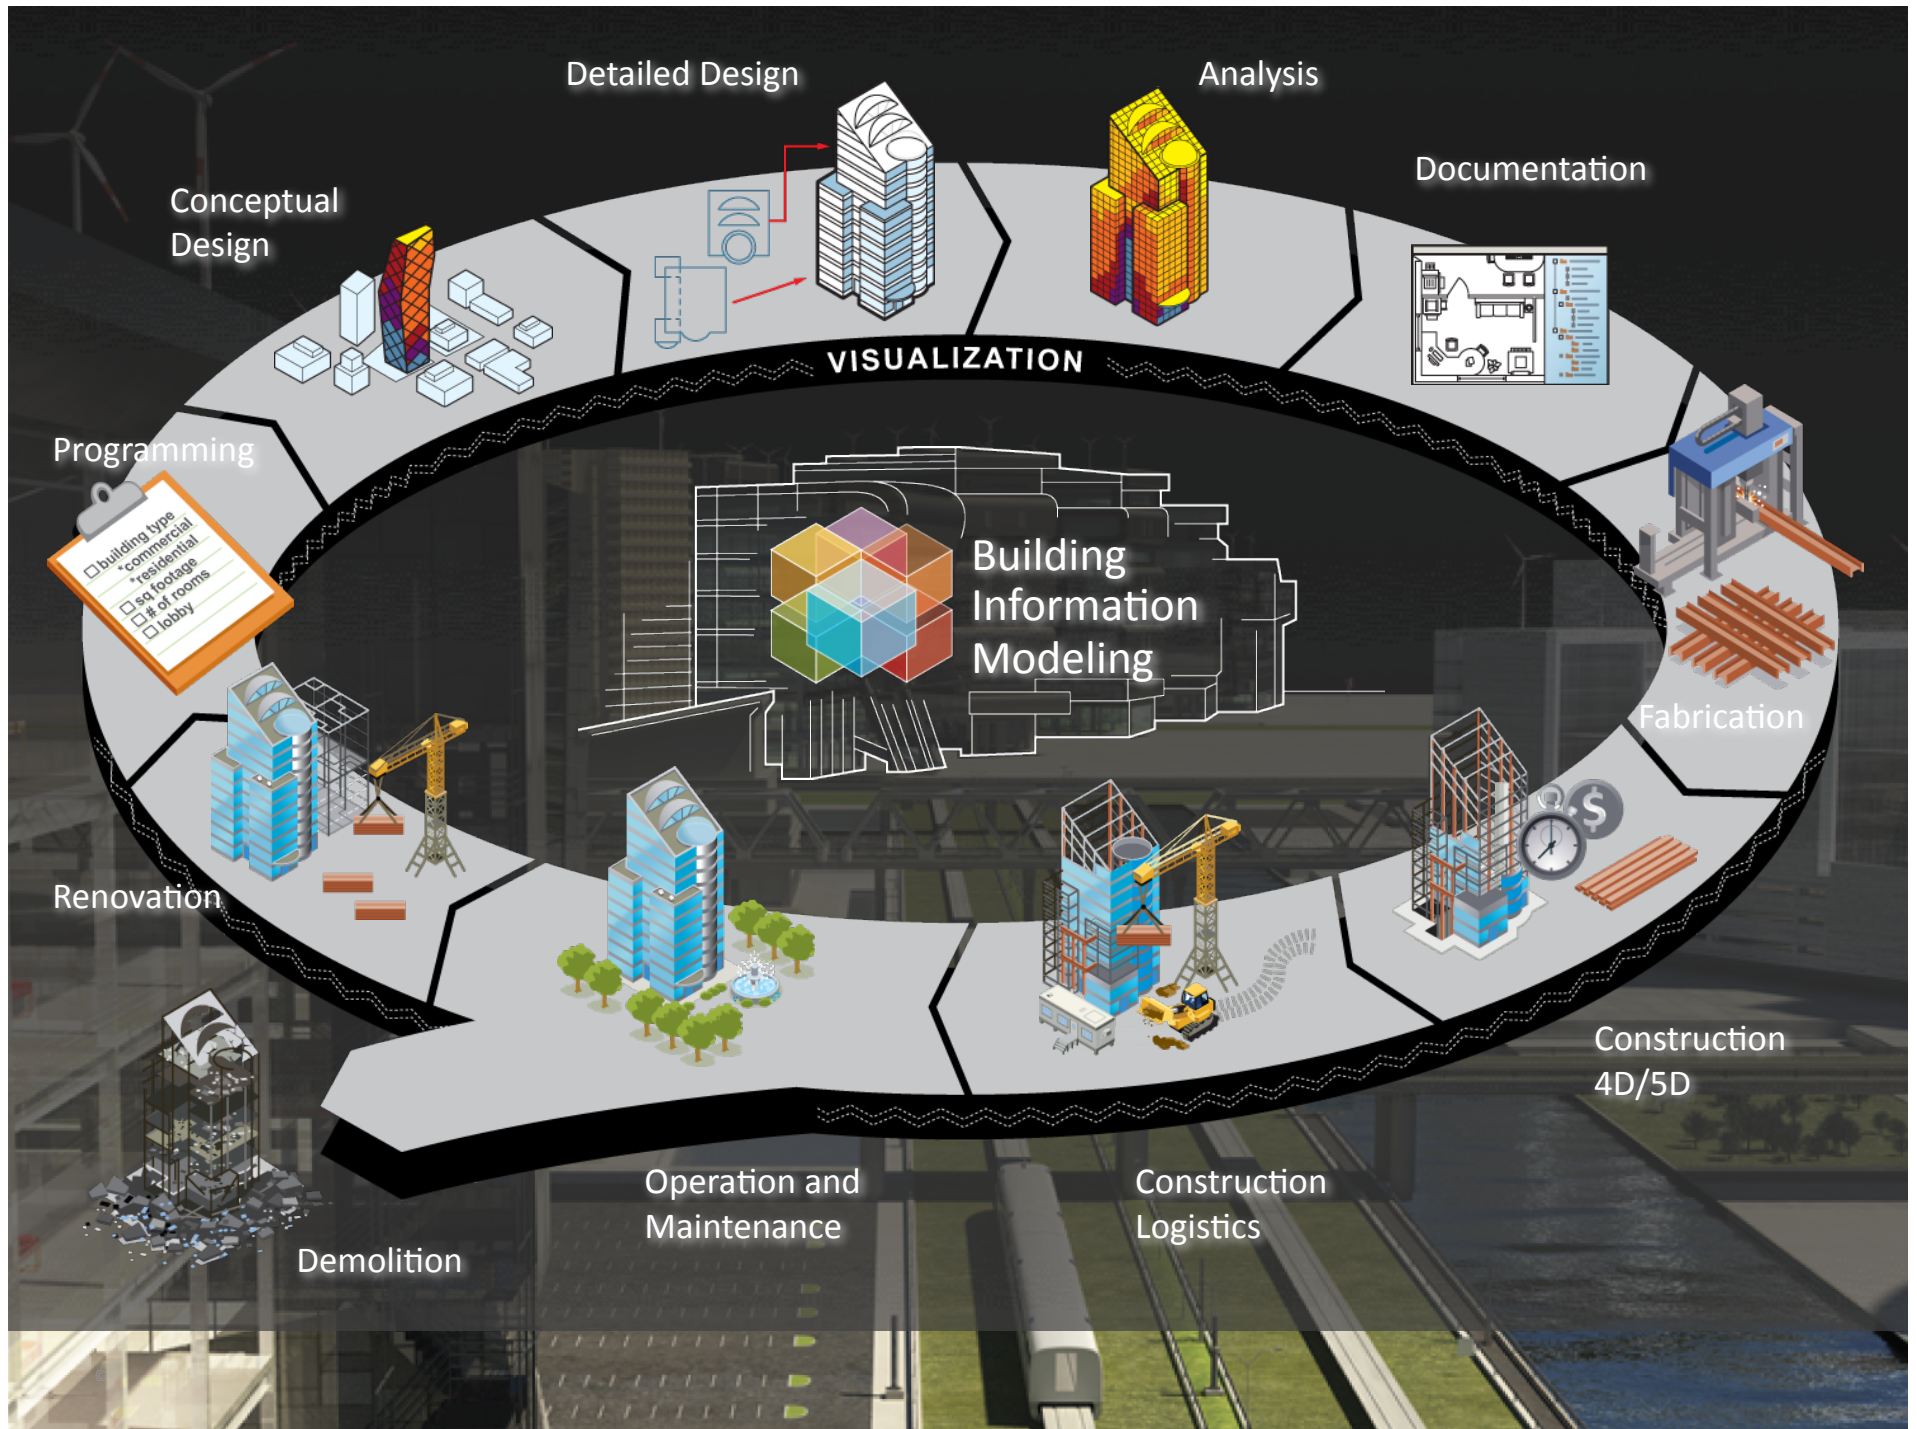 Detailed Design
Analysis
Documentation
Conceptual
Design
VISUALIZATION
Programming
building type
*commercial
*residential
sq footage
# of rooms
lobby
Building
Information
Modeling
$
Fabrication
Renovation
Construction
4D/5D
Operation and
Maintenance
Construction
Logistics
Demolition